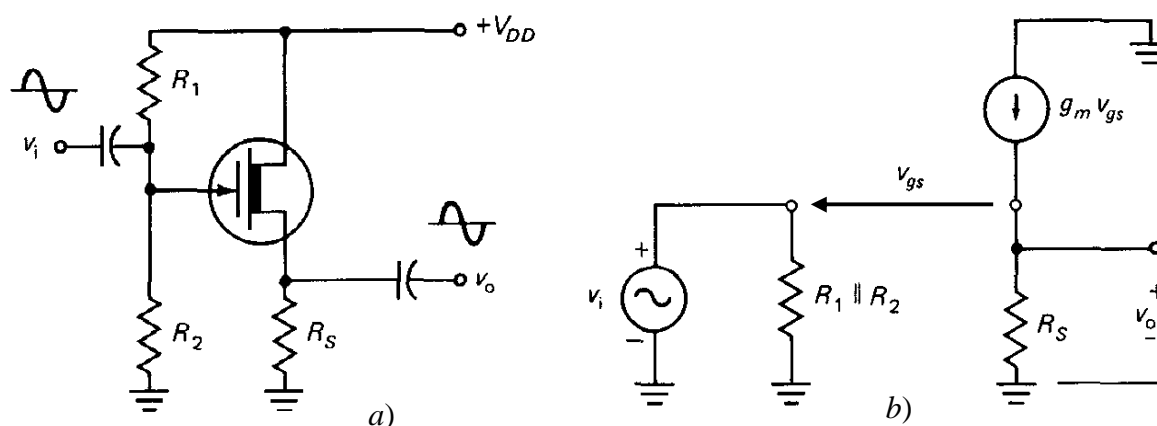 +V_DD
R_1
v_i
v_o
R_2
R_S
a)
g_m v_gs
v_gs
+
v_i
−
R_1 ∥ R_2
R_S
+
v_o
−
b)